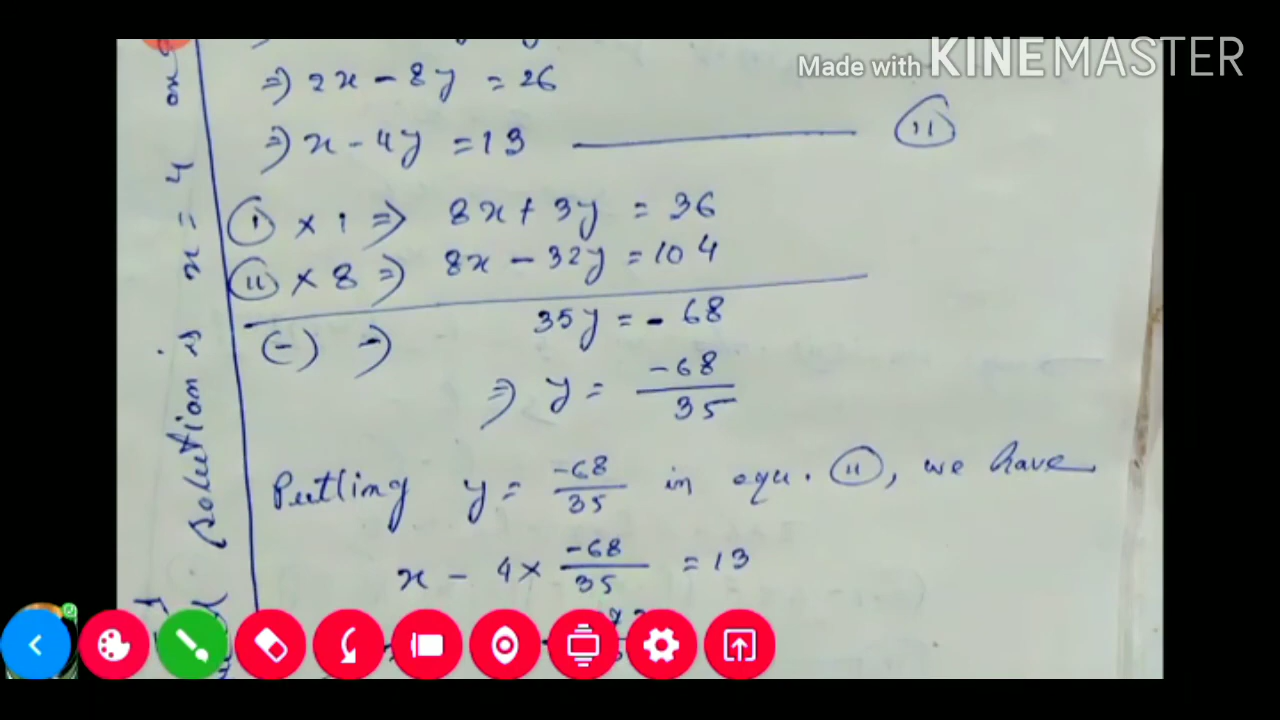 Made with KINEMASTER
⇒ 2x - 8y = 26
⇒ x - 4y = 13 ——— (II)
(I) × 1 ⇒ 8x + 3y = 36
(II) × 8 ⇒ 8x - 32y = 104
(-) ⇒ 35y = - 68
⇒ y = -68/35
Putting y = -68/35 in equ. (II), we have
x - 4 × -68/35 = 13
solution is x = 4